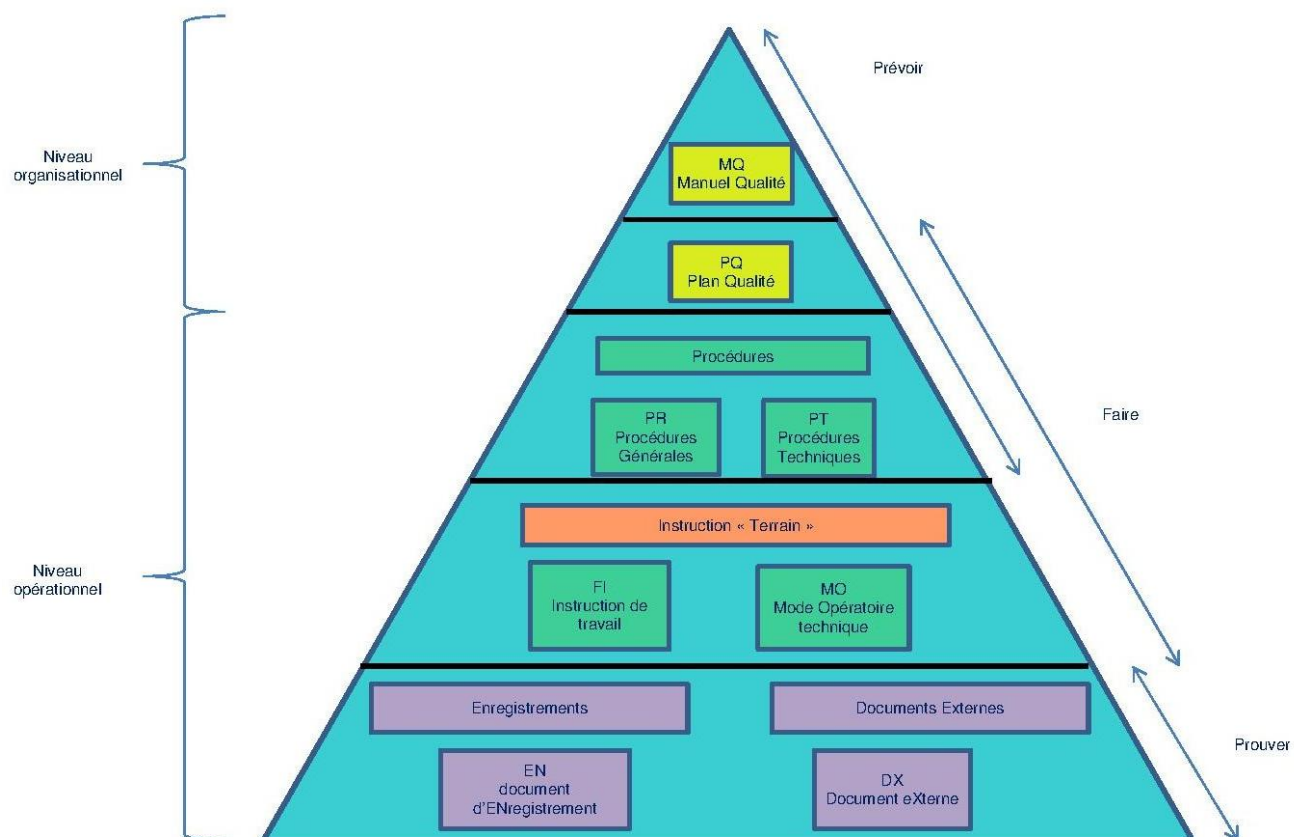 Prévoir
Niveau
organisationnel
MQ
Manuel Qualité
PQ
Plan Qualité
Procédures
PR
Procédures
Générales
PT
Procédures
Techniques
Faire
Niveau
opérationnel
Instruction « Terrain »
FI
Instruction de
travail
MO
Mode Opératoire
technique
Enregistrements
Documents Externes
Prouver
EN
document
d'ENregistrement
DX
Document eXterne